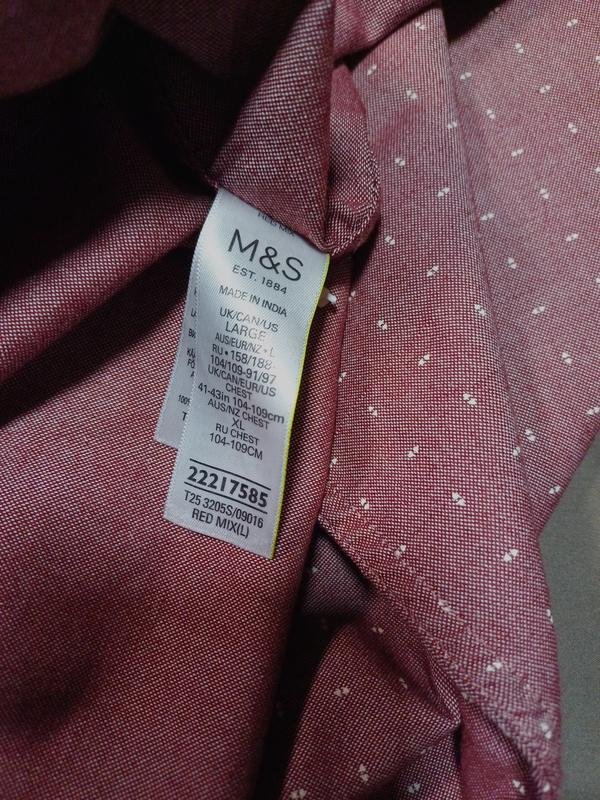 M&S
EST. 1884
MADE IN INDIA
UK/CAN/US
LARGE
AUS/EUR/NZ • L
RU • 158/188-
104/109-91/97
UK/CAN/EUR/US
CHEST
41-43in 104-109cm
AUS/NZ CHEST
XL
RU CHEST
104-109CM
22217585
T25 3205S/09016
RED MIX(L)